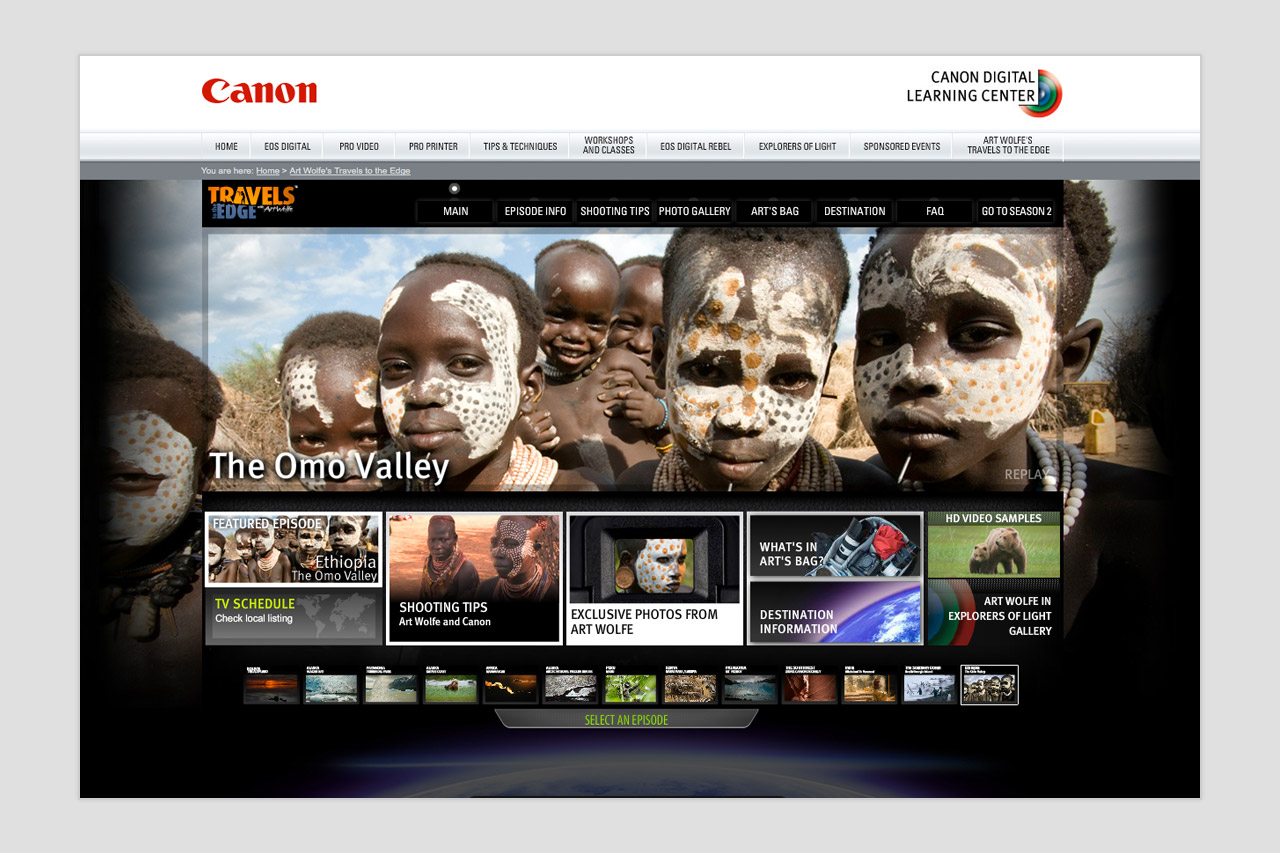 Canon
CANON DIGITAL
LEARNING CENTER
HOME
EOS DIGITAL
PRO VIDEO
PRO PRINTER
TIPS & TECHNIQUES
WORKSHOPS
AND CLASSES
EOS DIGITAL REBEL
EXPLORERS OF LIGHT
SPONSORED EVENTS
ART WOLFE'S
TRAVELS TO THE EDGE
You are here: Home > Art Wolfe's Travels to the Edge
TRAVELS
to the EDGE with Art Wolfe
MAIN
EPISODE INFO
SHOOTING TIPS
PHOTO GALLERY
ART'S BAG
DESTINATION
FAQ
GO TO SEASON 2
The Omo Valley
REPLAY
FEATURED EPISODE
Ethiopia
The Omo Valley
TV SCHEDULE
Check local listing
SHOOTING TIPS
Art Wolfe and Canon
EXCLUSIVE PHOTOS FROM
ART WOLFE
WHAT'S IN
ART'S BAG?
DESTINATION
INFORMATION
HD VIDEO SAMPLES
ART WOLFE IN
EXPLORERS OF LIGHT
GALLERY
SELECT AN EPISODE